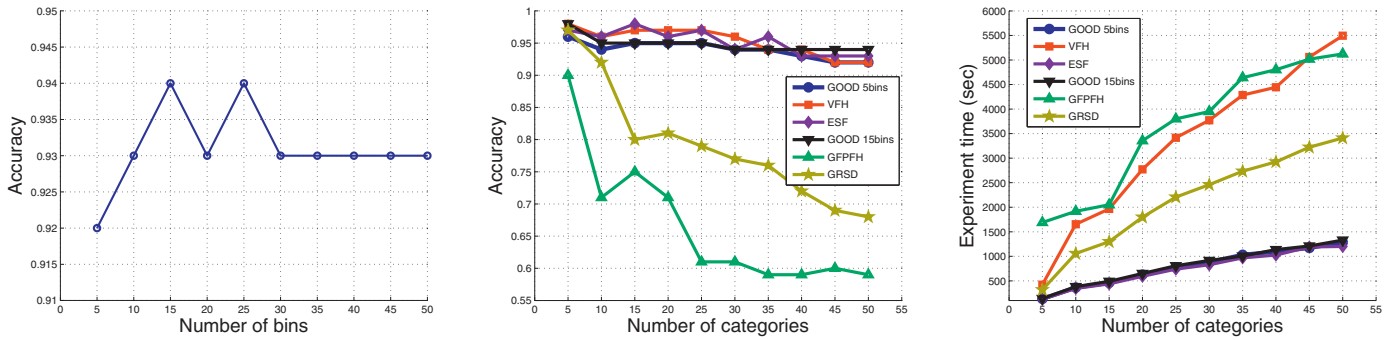 0.95
0.945
0.94
0.935
0.93
0.925
0.92
0.915
0.91
Accuracy
0 5 10 15 20 25 30 35 40 45 50
Number of bins
1
0.95
0.9
0.85
0.8
0.75
0.7
0.65
0.6
0.55
Accuracy
GOOD 5bins
VFH
ESF
GOOD 15bins
GFPFH
GRSD
0 5 10 15 20 25 30 35 40 45 50 55
Number of categories
6000
5500
5000
4500
4000
3500
3000
2500
2000
1500
1000
500
Experiment time (sec)
GOOD 5bins
VFH
ESF
GOOD 15bins
GFPFH
GRSD
0 5 10 15 20 25 30 35 40 45 50 55
Number of categories